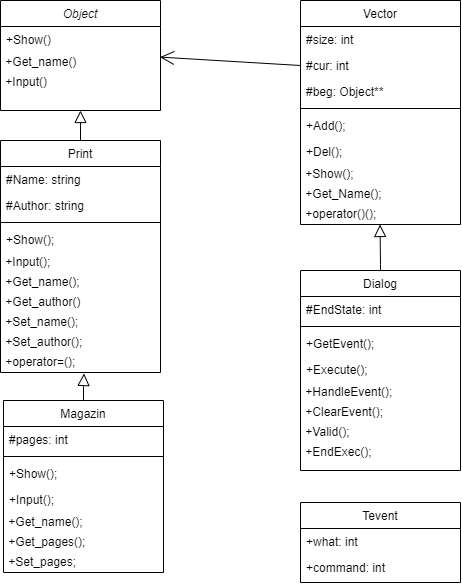 Object
+Show()
+Get_name()
+Input()
Print
#Name: string
#Author: string
+Show();
+Input();
+Get_name();
+Get_author()
+Set_name();
+Set_author();
+operator=();
Magazin
#pages: int
+Show();
+Input();
+Get_name();
+Get_pages();
+Set_pages;
Vector
#size: int
#cur: int
#beg: Object**
+Add();
+Del();
+Show();
+Get_Name();
+operator()();
Dialog
#EndState: int
+GetEvent();
+Execute();
+HandleEvent();
+ClearEvent();
+Valid();
+EndExec();
Tevent
+what: int
+command: int